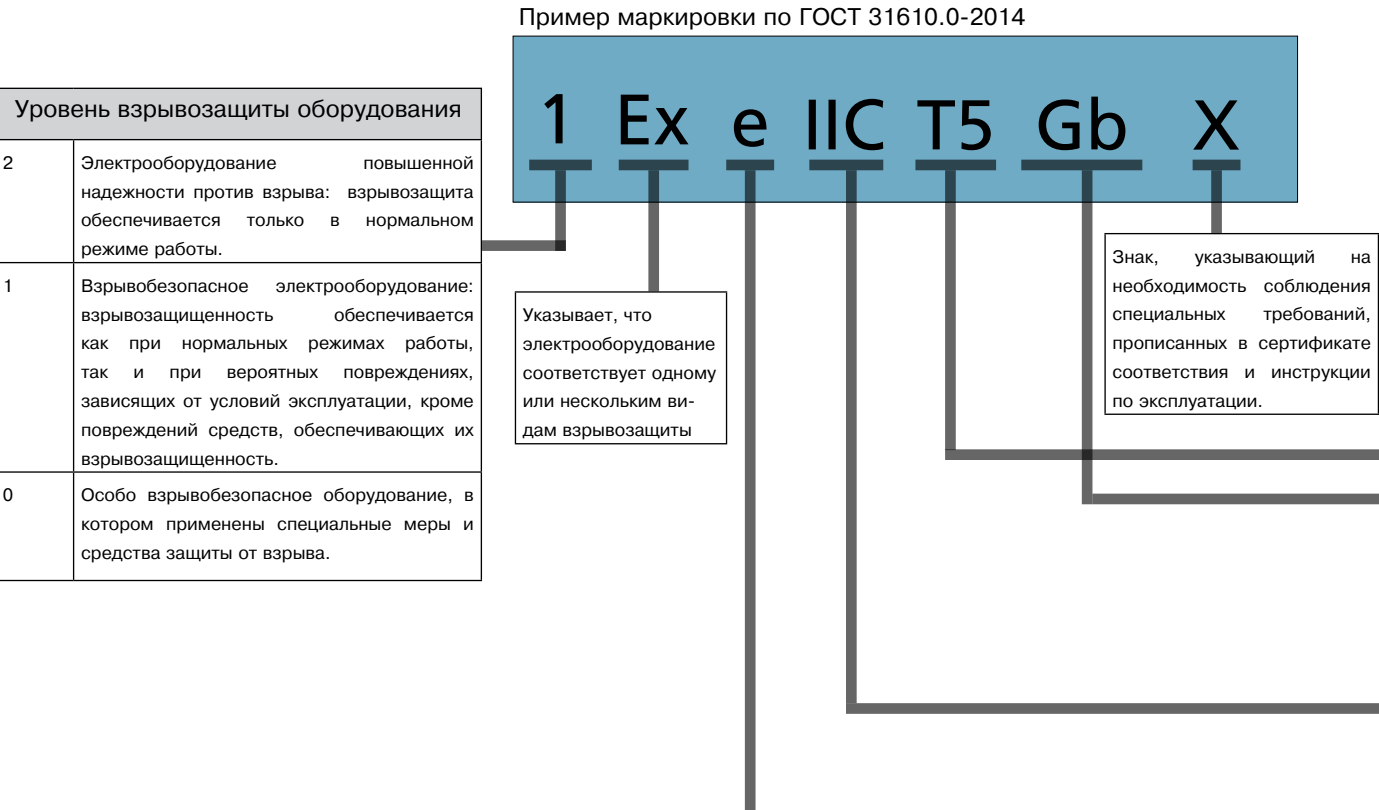 Пример маркировки по ГОСТ 31610.0-2014
1 Ex e IIC T5 Gb X
Уровень взрывозащиты оборудования
2
Электрооборудование повышенной
надежности против взрыва: взрывозащита
обеспечивается только в нормальном
режиме работы.
1
Взрывобезопасное электрооборудование:
взрывозащищенность обеспечивается
как при нормальных режимах работы,
так и при вероятных повреждениях,
зависящих от условий эксплуатации, кроме
повреждений средств, обеспечивающих их
взрывозащищенность.
0
Особо взрывобезопасное оборудование, в
котором применены специальные меры и
средства защиты от взрыва.
Указывает, что
электрооборудование
соответствует одному
или нескольким ви-
дам взрывозащиты
Знак, указывающий на
необходимость соблюдения
специальных требований,
прописанных в сертификате
соответствия и инструкции
по эксплуатации.